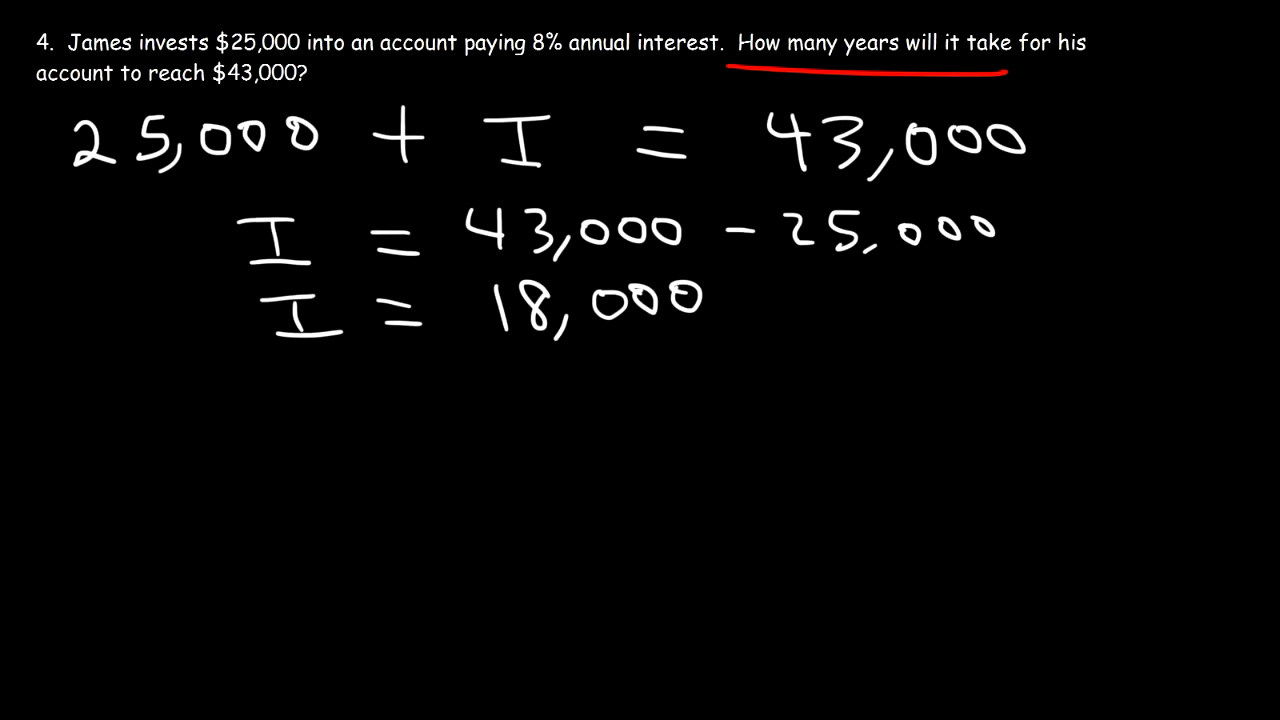 4. James invests $25,000 into an account paying 8% annual interest. How many years will it take for his
account to reach $43,000?
25,000 + I = 43,000
I = 43,000 - 25,000
I = 18,000